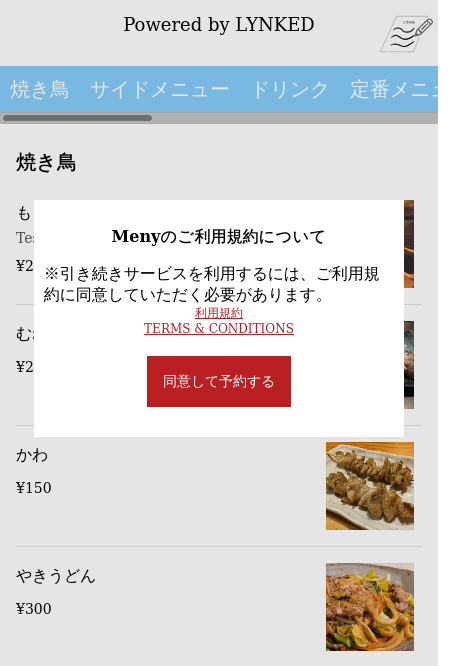 Powered by LYNKED
焼き鳥 サイドメニュー ドリンク 定番メニュ
焼き鳥
も
Tes
¥2
Menyのご利用規約について
※引き続きサービスを利用するには、ご利用規
約に同意していただく必要があります。
利用規約
TERMS & CONDITIONS
同意して予約する
む
¥2
かわ
¥150
やきうどん
¥300